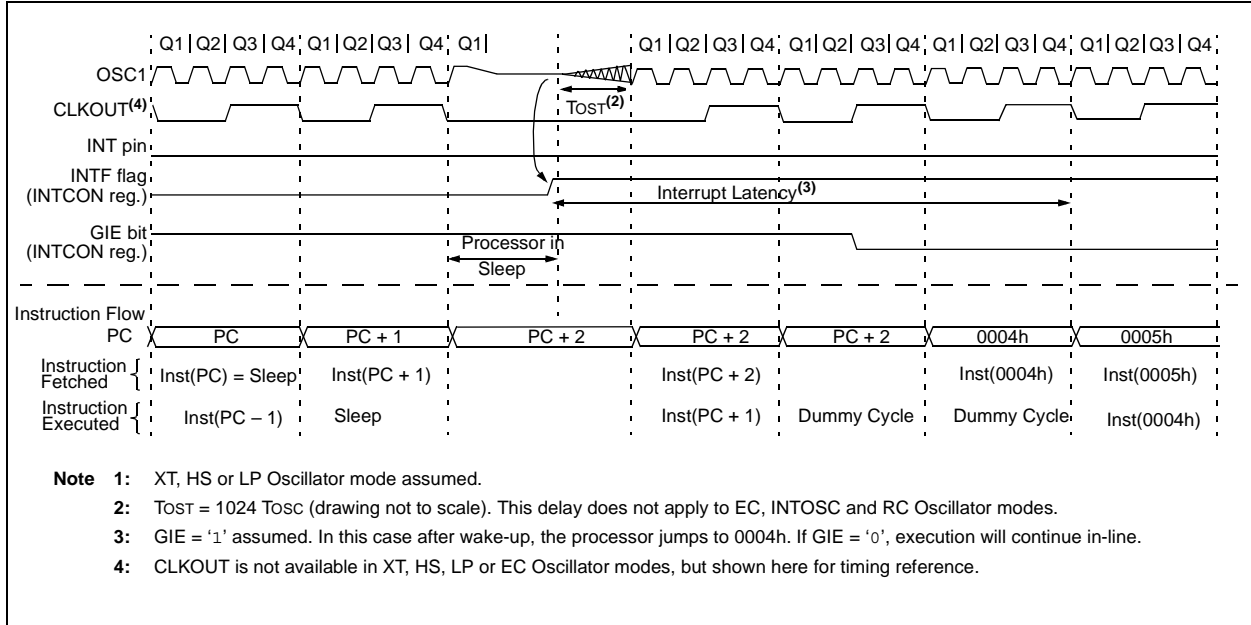 Q1 Q2 Q3 Q4 Q1 Q2 Q3 Q4 Q1 Q1 Q2 Q3 Q4 Q1 Q2 Q3 Q4 Q1 Q2 Q3 Q4 Q1 Q2 Q3 Q4
OSC1
TOST(2)
CLKOUT(4)
INT pin
INTF flag
(INTCON reg.)
Interrupt Latency(3)
GIE bit
(INTCON reg.)
Processor in
Sleep
Instruction Flow
PC PC PC + 1 PC + 2 PC + 2 PC + 2 0004h 0005h
Instruction
Fetched
Inst(PC) = Sleep Inst(PC + 1) Inst(PC + 2) Inst(0004h) Inst(0005h)
Instruction
Executed
Inst(PC – 1) Sleep Inst(PC + 1) Dummy Cycle Dummy Cycle Inst(0004h)
Note 1: XT, HS or LP Oscillator mode assumed.
2: TOST = 1024 TOSC (drawing not to scale). This delay does not apply to EC, INTOSC and RC Oscillator modes.
3: GIE = ‘1’ assumed. In this case after wake-up, the processor jumps to 0004h. If GIE = ‘0’, execution will continue in-line.
4: CLKOUT is not available in XT, HS, LP or EC Oscillator modes, but shown here for timing reference.